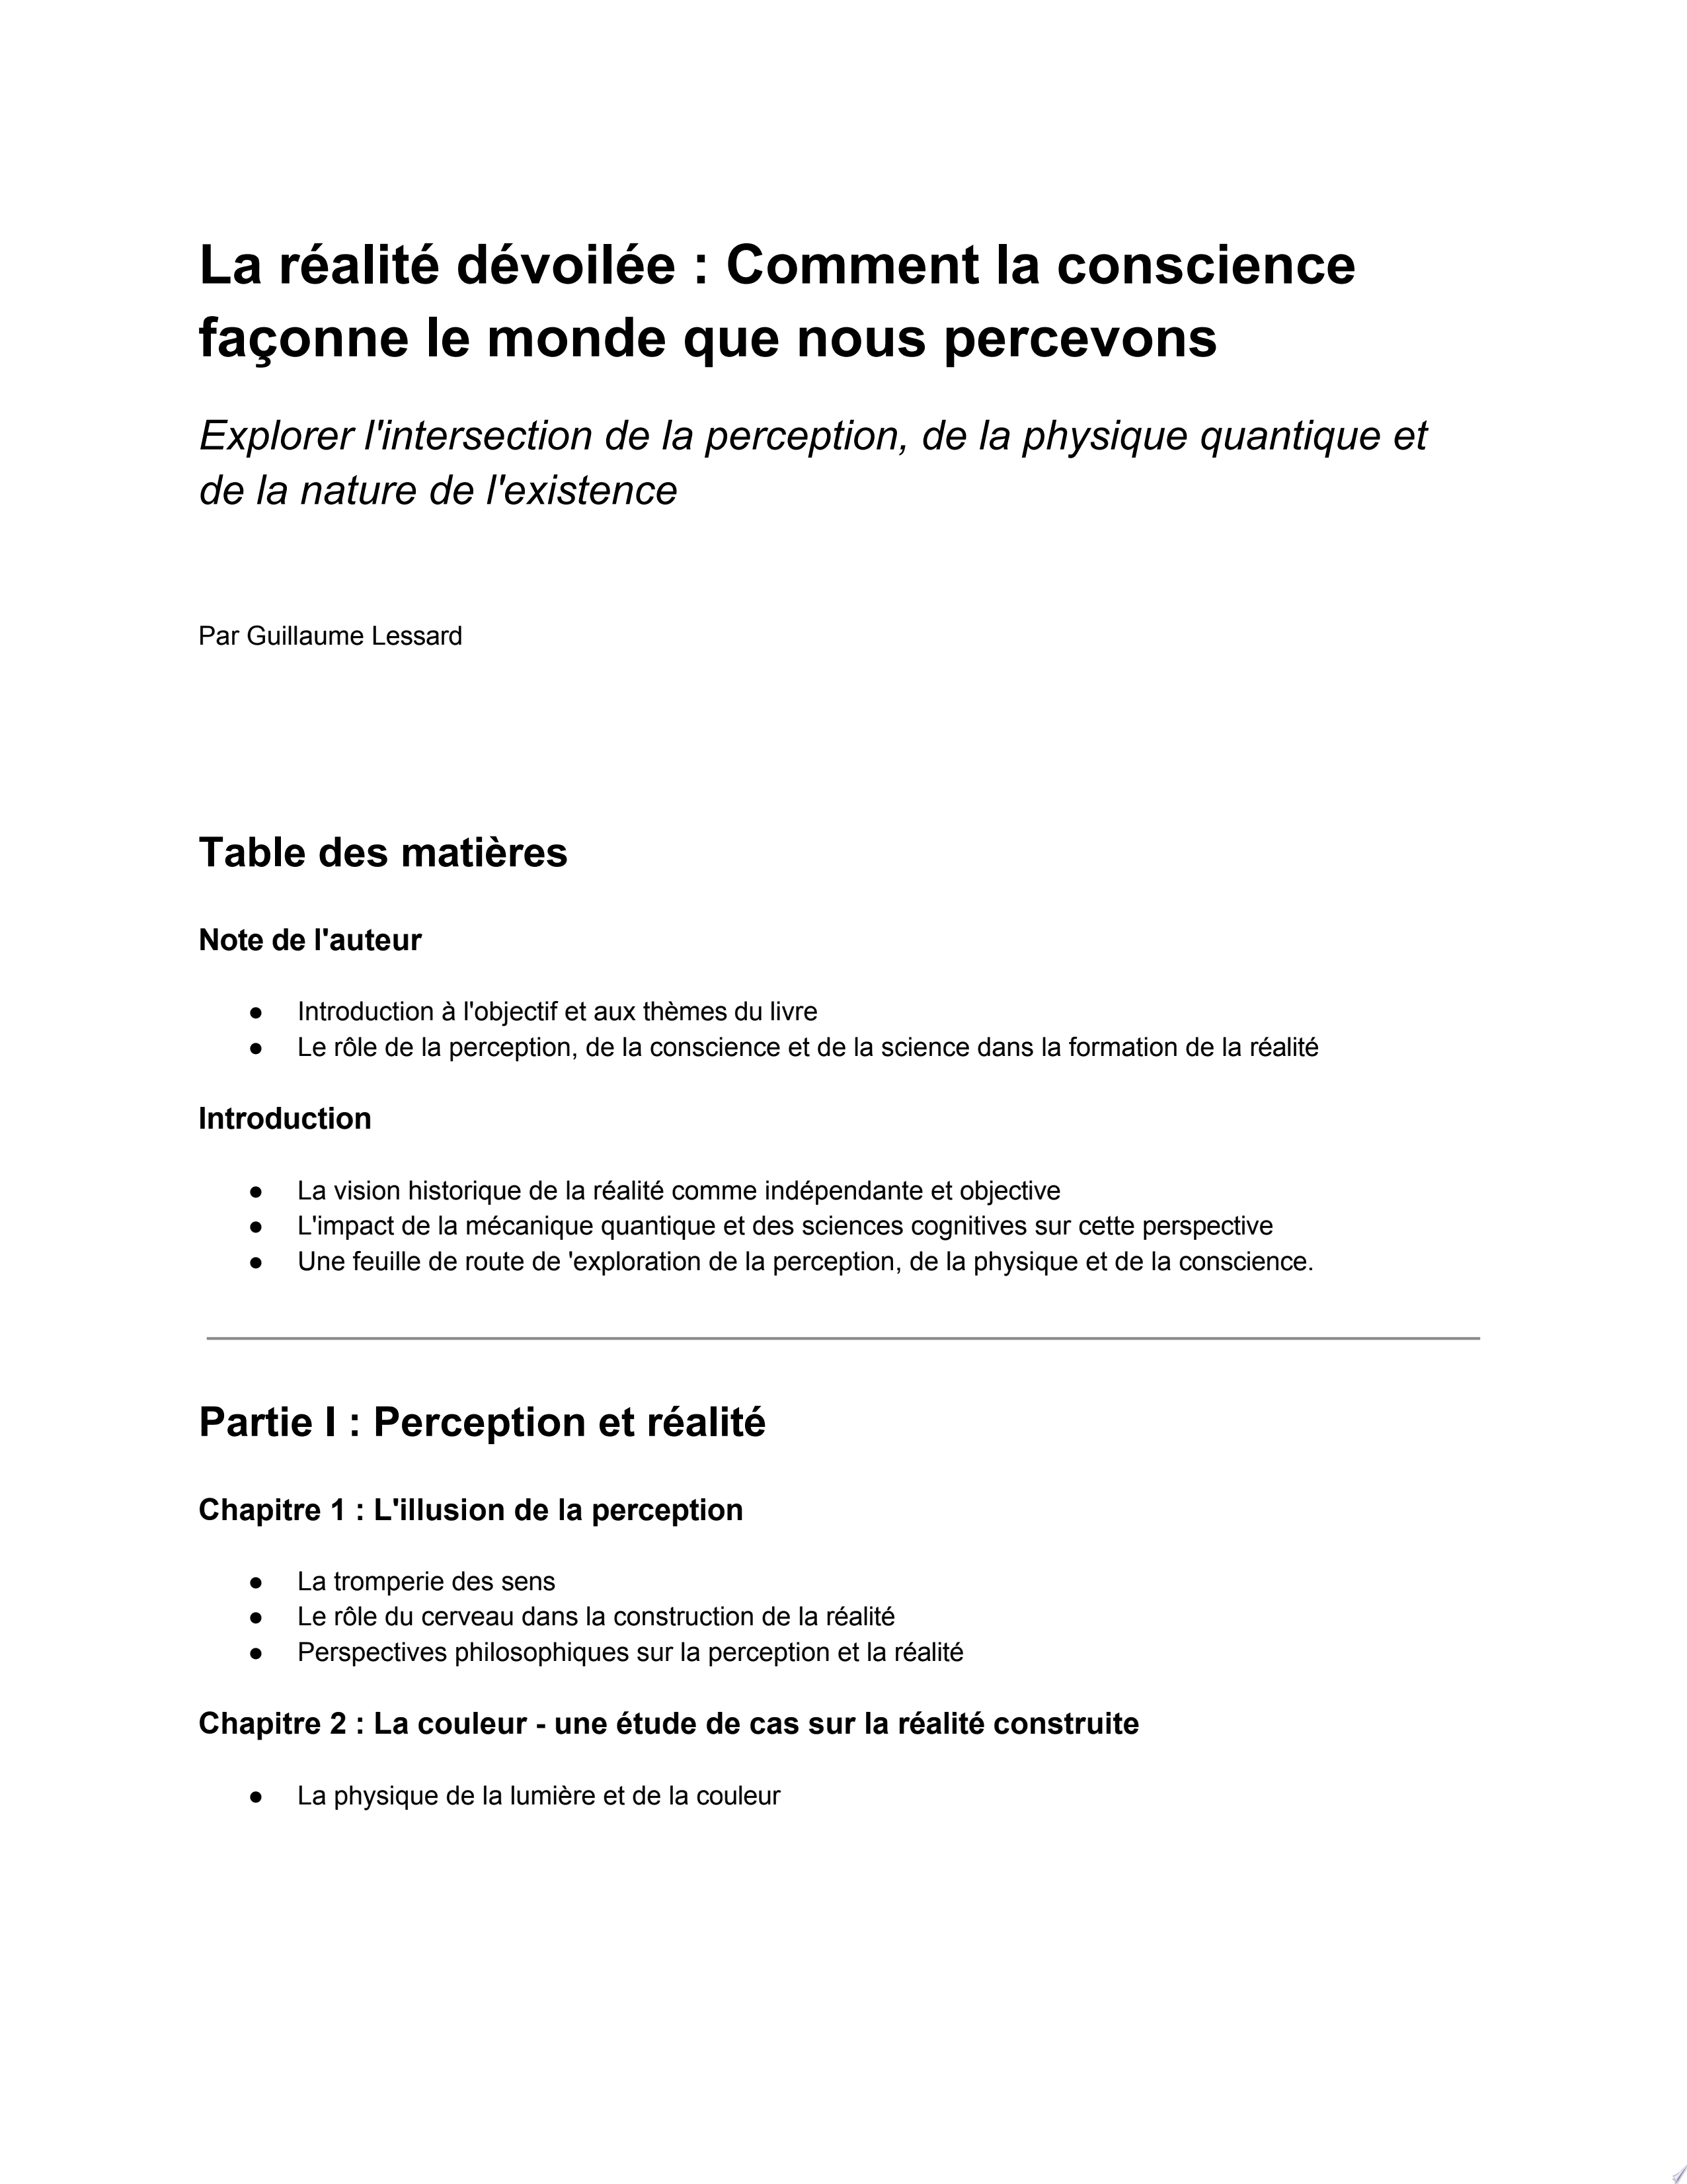 La réalité dévoilée : Comment la conscience
façonne le monde que nous percevons
Explorer l'intersection de la perception, de la physique quantique et
de la nature de l'existence
Par Guillaume Lessard
Table des matières
Note de l'auteur
● Introduction à l'objectif et aux thèmes du livre
● Le rôle de la perception, de la conscience et de la science dans la formation de la réalité
Introduction
● La vision historique de la réalité comme indépendante et objective
● L'impact de la mécanique quantique et des sciences cognitives sur cette perspective
● Une feuille de route de 'exploration de la perception, de la physique et de la conscience.
Partie I : Perception et réalité
Chapitre 1 : L'illusion de la perception
● La tromperie des sens
● Le rôle du cerveau dans la construction de la réalité
● Perspectives philosophiques sur la perception et la réalité
Chapitre 2 : La couleur - une étude de cas sur la réalité construite
● La physique de la lumière et de la couleur